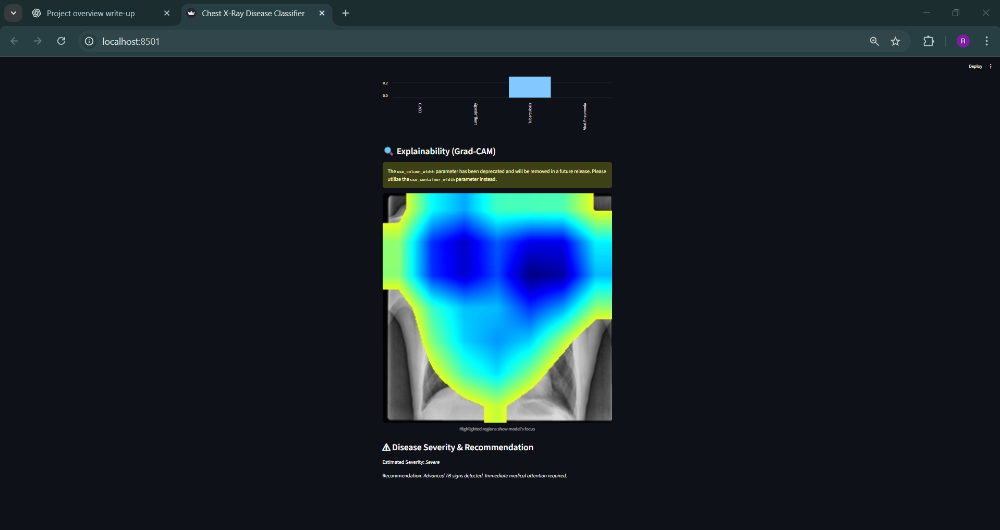 Project overview write-up
Chest X-Ray Disease Classifier
localhost:8501
R
Deploy
0.2
0.0
COVID
Lung_opacity
Tuberculosis
Viral Pneumonia
Explainability (Grad-CAM)
The use_column_width parameter has been deprecated and will be removed in a future release. Please
utilize the use_container_width parameter instead.
Highlighted regions show model's focus
Disease Severity & Recommendation
Estimated Severity: Severe
Recommendation: Advanced TB signs detected. Immediate medical attention required.